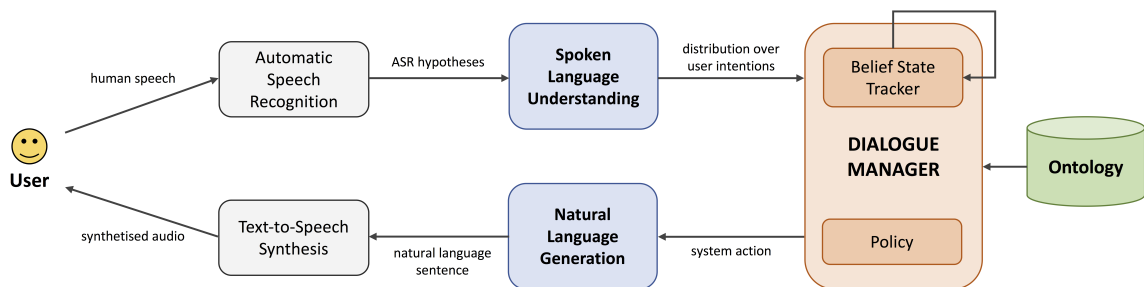 human speech
Automatic
Speech
Recognition
ASR hypotheses
Spoken
Language
Understanding
distribution over
user intentions
Belief State
Tracker
DIALOGUE
MANAGER
Ontology
User
synthetised audio
Text-to-Speech
Synthesis
natural language
sentence
Natural
Language
Generation
system action
Policy